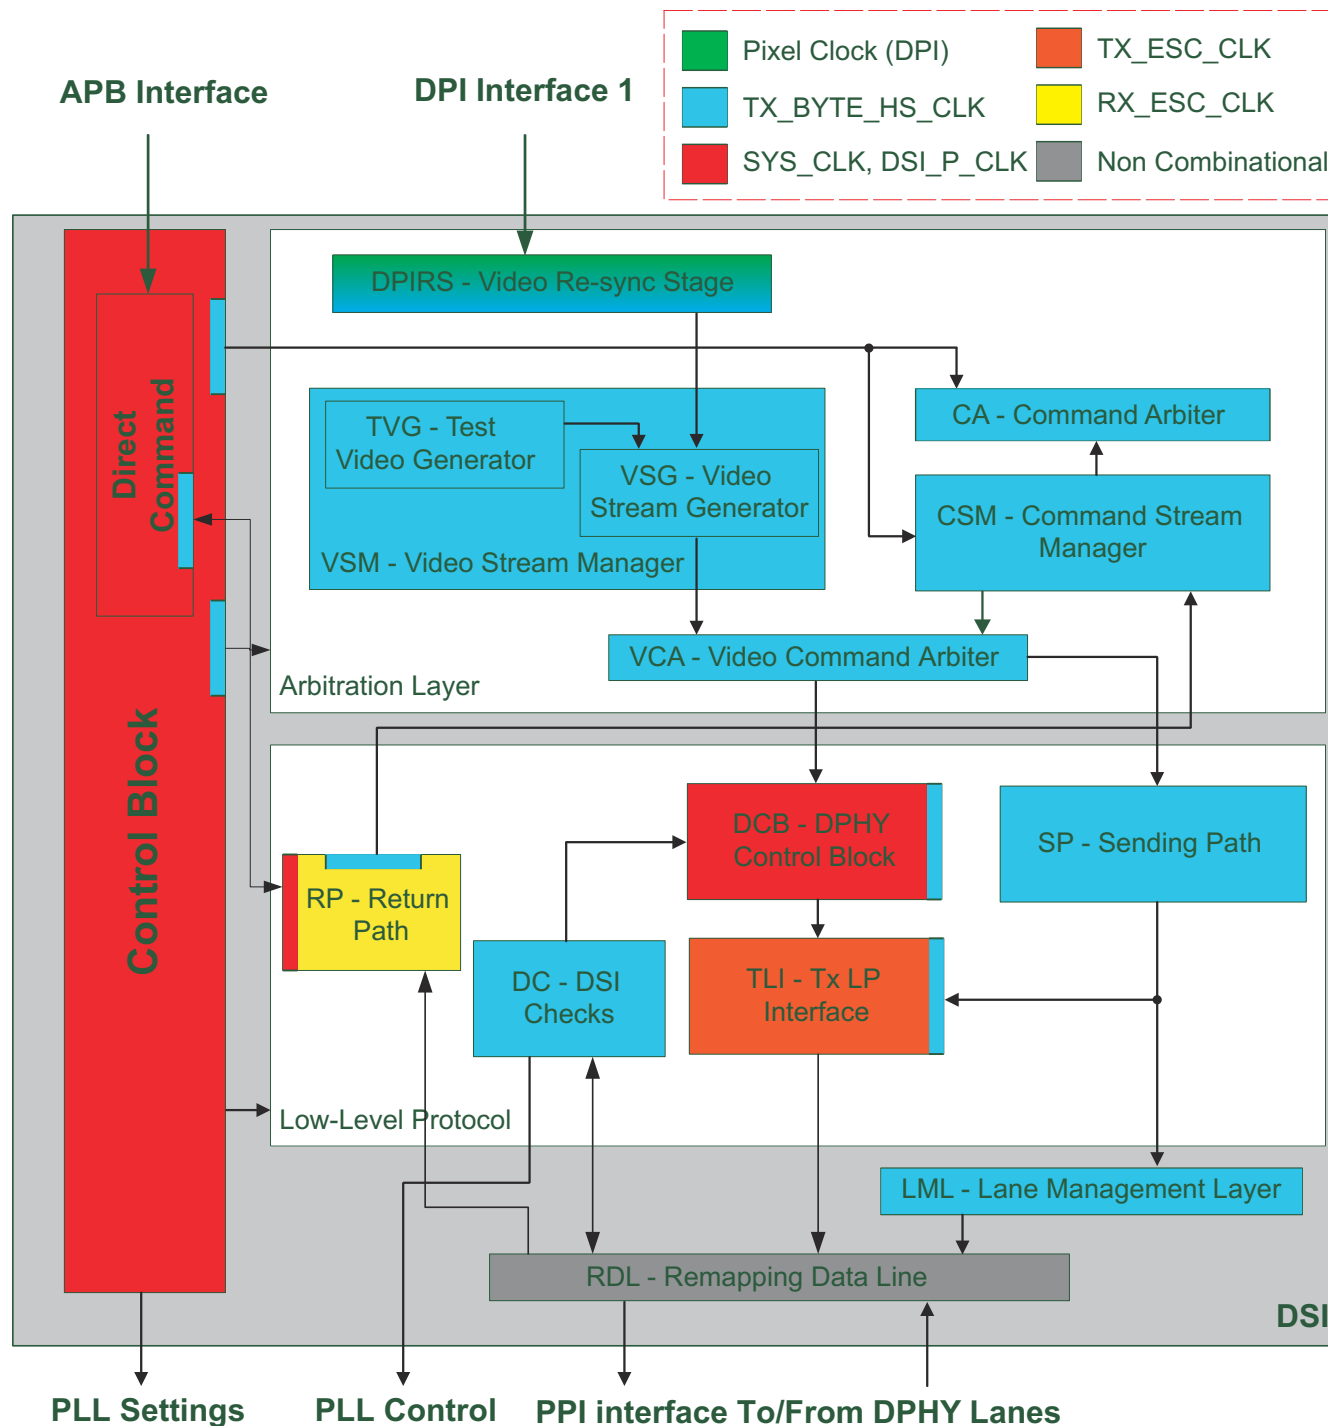 Pixel Clock (DPI)
TX_ESC_CLK
TX_BYTE_HS_CLK
RX_ESC_CLK
SYS_CLK, DSI_P_CLK
Non Combinational
APB Interface
DPI Interface 1
DPIRS - Video Re-sync Stage
Direct
Command
TVG - Test
Video Generator
VSG - Video
Stream Generator
VSM - Video Stream Manager
CA - Command Arbiter
CSM - Command Stream
Manager
VCA - Video Command Arbiter
Arbitration Layer
Control Block
DCB - DPHY
Control Block
SP - Sending Path
RP - Return
Path
DC - DSI
Checks
TLI - Tx LP
Interface
Low-Level Protocol
LML - Lane Management Layer
RDL - Remapping Data Line
DSI
PLL Settings
PLL Control
PPI interface To/From DPHY Lanes